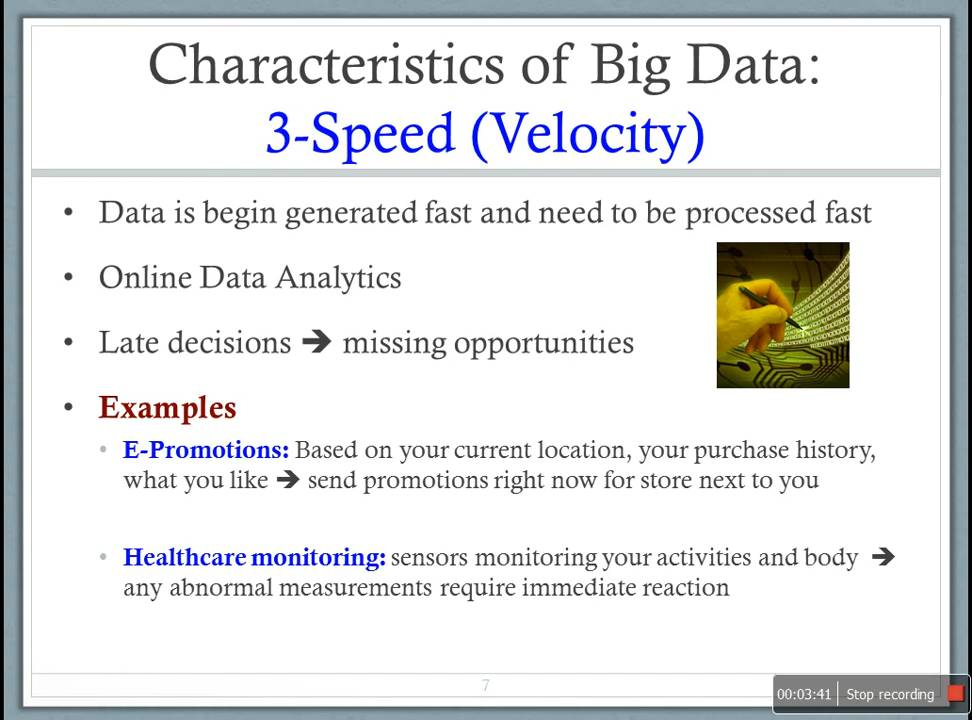 Characteristics of Big Data:
3-Speed (Velocity)
• Data is begin generated fast and need to be processed fast
• Online Data Analytics
• Late decisions ➔ missing opportunities
• Examples
• E-Promotions: Based on your current location, your purchase history,
what you like ➔ send promotions right now for store next to you
• Healthcare monitoring: sensors monitoring your activities and body ➔
any abnormal measurements require immediate reaction
7
00:03:41 Stop recording